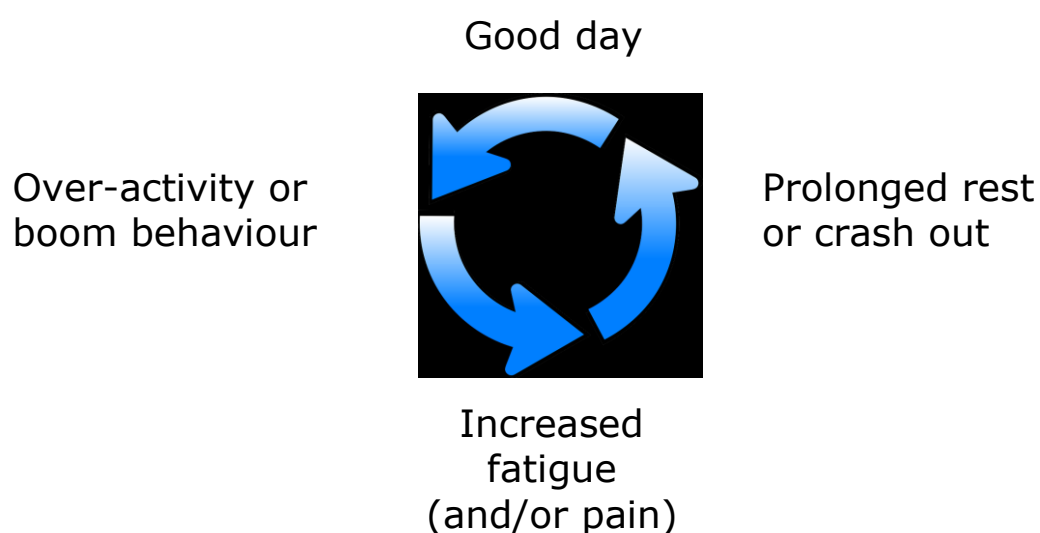 Good day
Over-activity or
boom behaviour
Prolonged rest
or crash out
Increased
fatigue
(and/or pain)